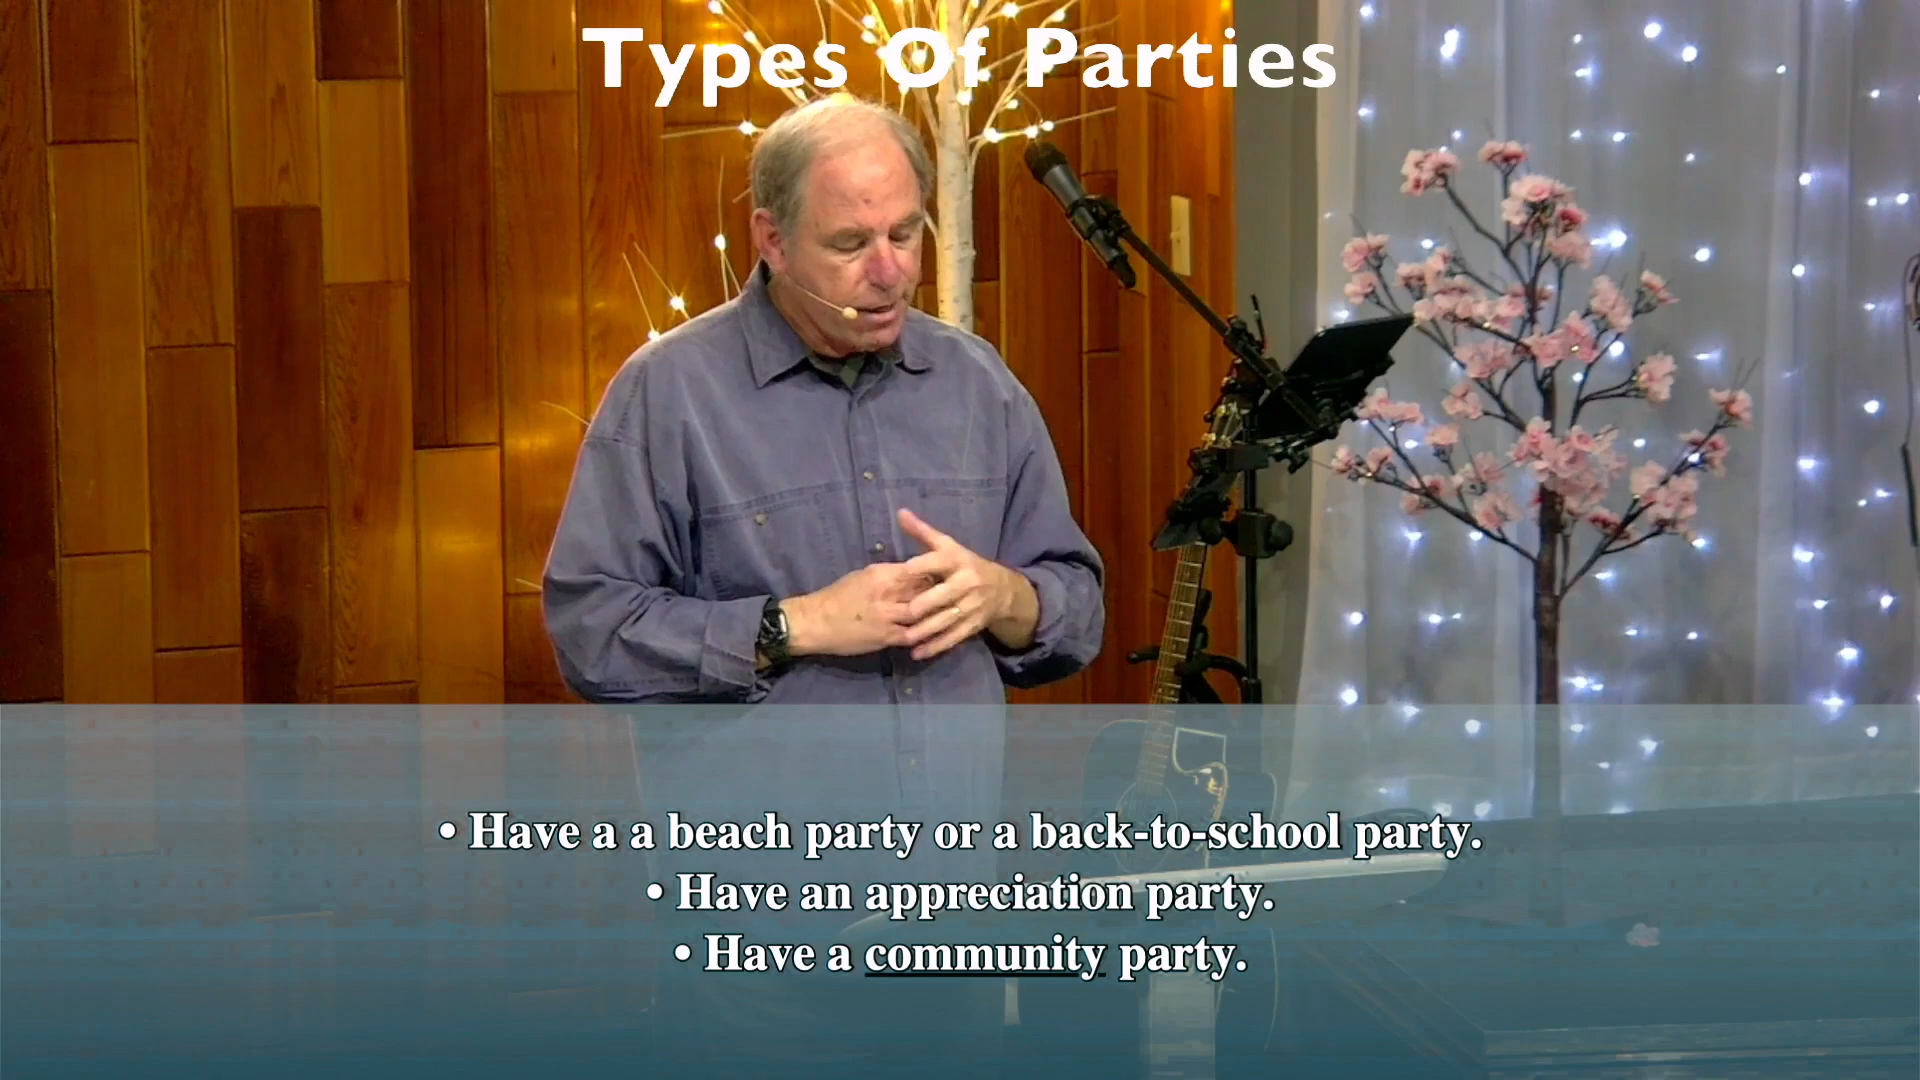 Types Of Parties
• Have a a beach party or a back-to-school party.
• Have an appreciation party.
• Have a community party.